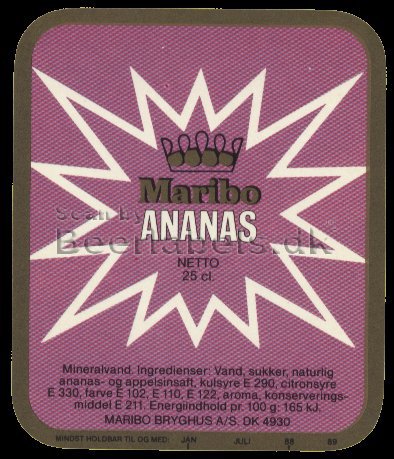 Maribo
ANANAS
Scan by
Beerlabels.dk
NETTO
25 cl.
Mineralvand. Ingredienser: Vand, sukker, naturlig
ananas- og appelsinsaft, kulsyre E 290, citronsyre
E 330, farve E 102, E 110, E 122, aroma, konserverings-
middel E 211. Energiindhold pr. 100 g: 165 kJ.
MARIBO BRYGHUS A/S. DK 4930
MINDST HOLDBAR TIL OG MED: JAN JULI 88 89